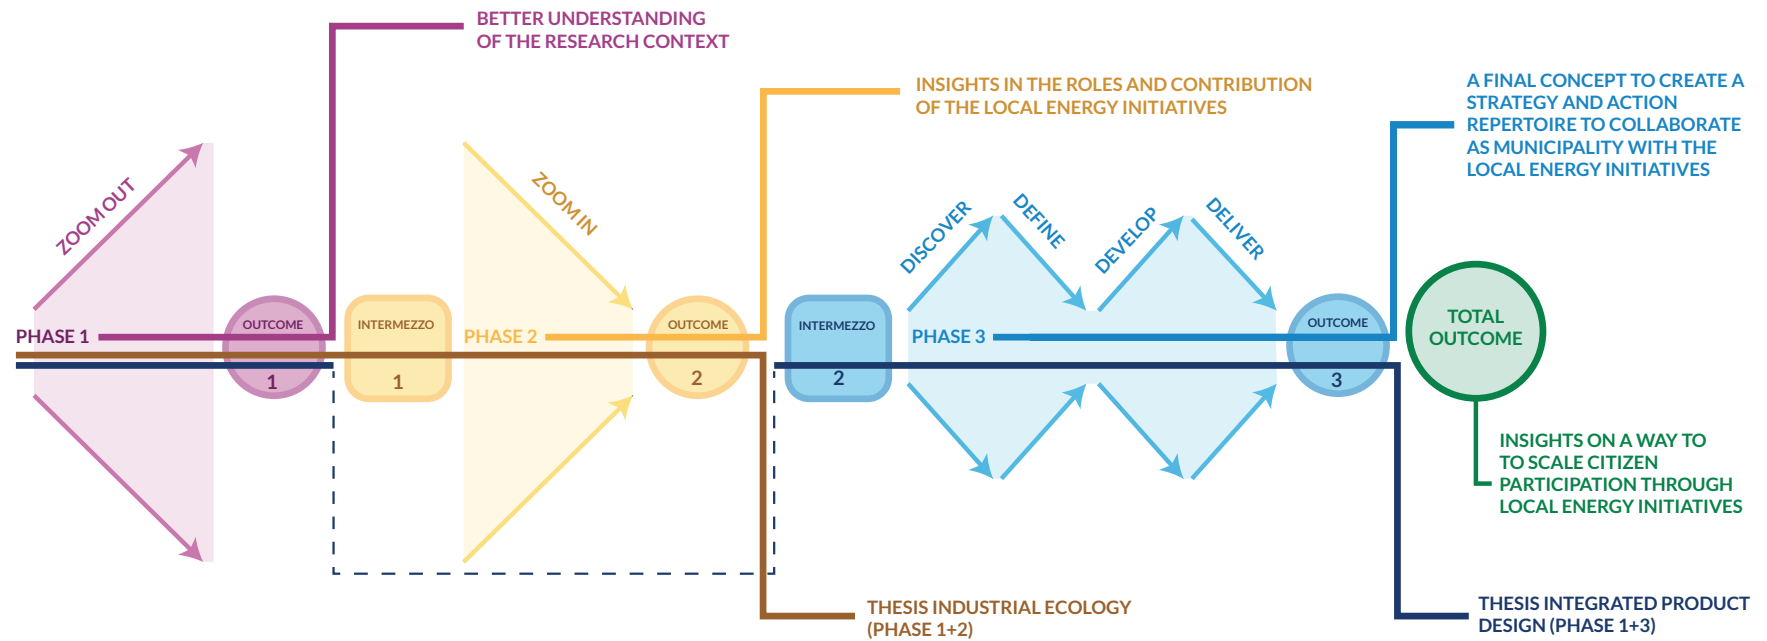 BETTER UNDERSTANDING
OF THE RESEARCH CONTEXT
INSIGHTS IN THE ROLES AND CONTRIBUTION
OF THE LOCAL ENERGY INITIATIVES
A FINAL CONCEPT TO CREATE A
STRATEGY AND ACTION
REPERTOIRE TO COLLABORATE
AS MUNICIPALITY WITH THE
LOCAL ENERGY INITIATIVES
ZOOM OUT
ZOOM IN
DISCOVER
DEFINE
DEVELOP
DELIVER
PHASE 1
OUTCOME
1
INTERMEZZO
1
PHASE 2
OUTCOME
2
INTERMEZZO
2
PHASE 3
OUTCOME
3
TOTAL
OUTCOME
INSIGHTS ON A WAY TO
TO SCALE CITIZEN
PARTICIPATION THROUGH
LOCAL ENERGY INITIATIVES
THESIS INDUSTRIAL ECOLOGY
(PHASE 1+2)
THESIS INTEGRATED PRODUCT
DESIGN (PHASE 1+3)